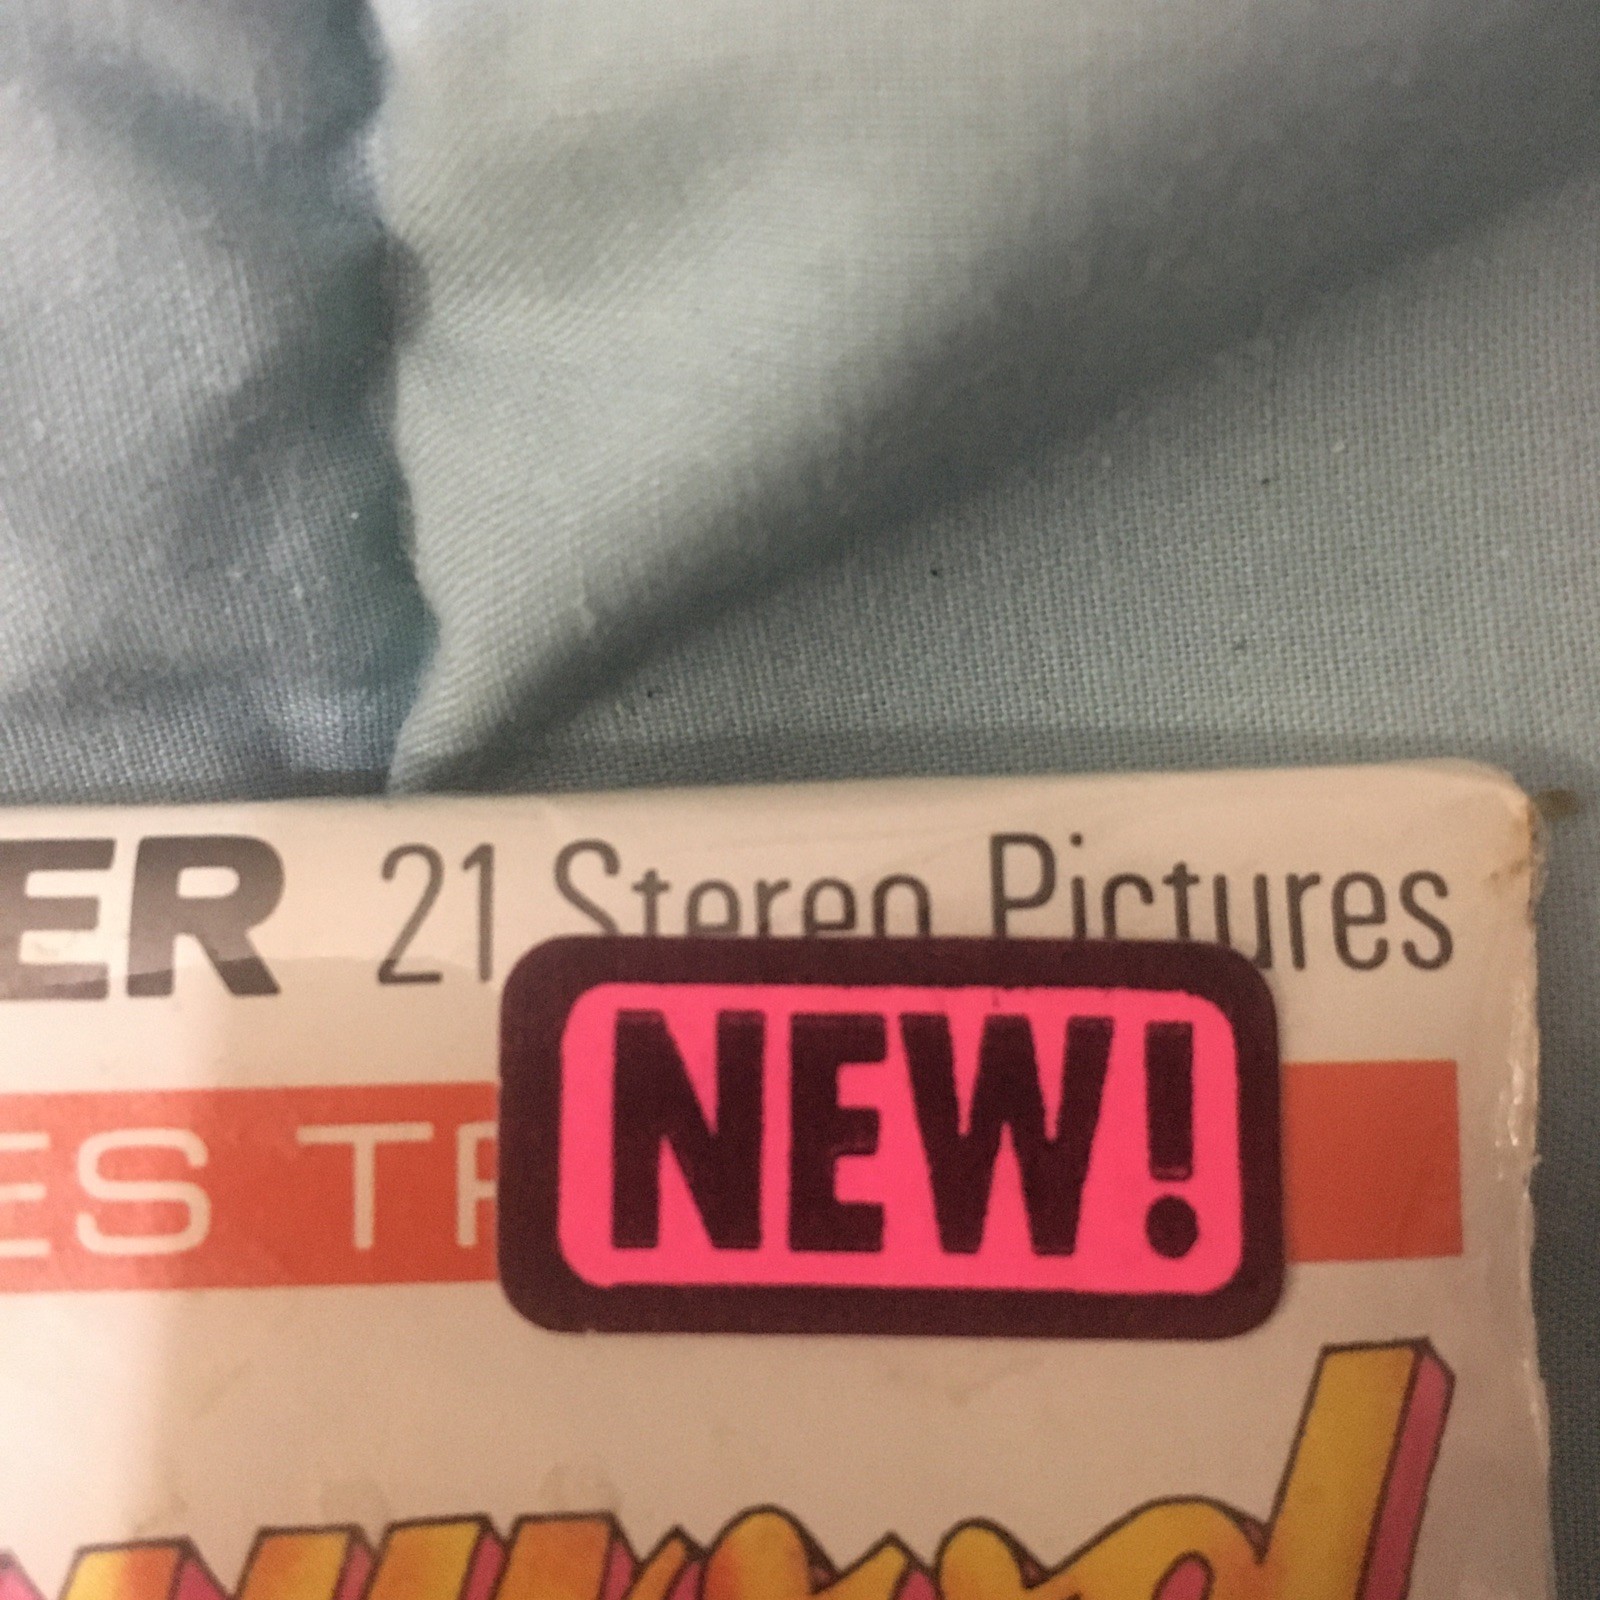 ER 21 Stereo Pictures
NEW!
ES TR